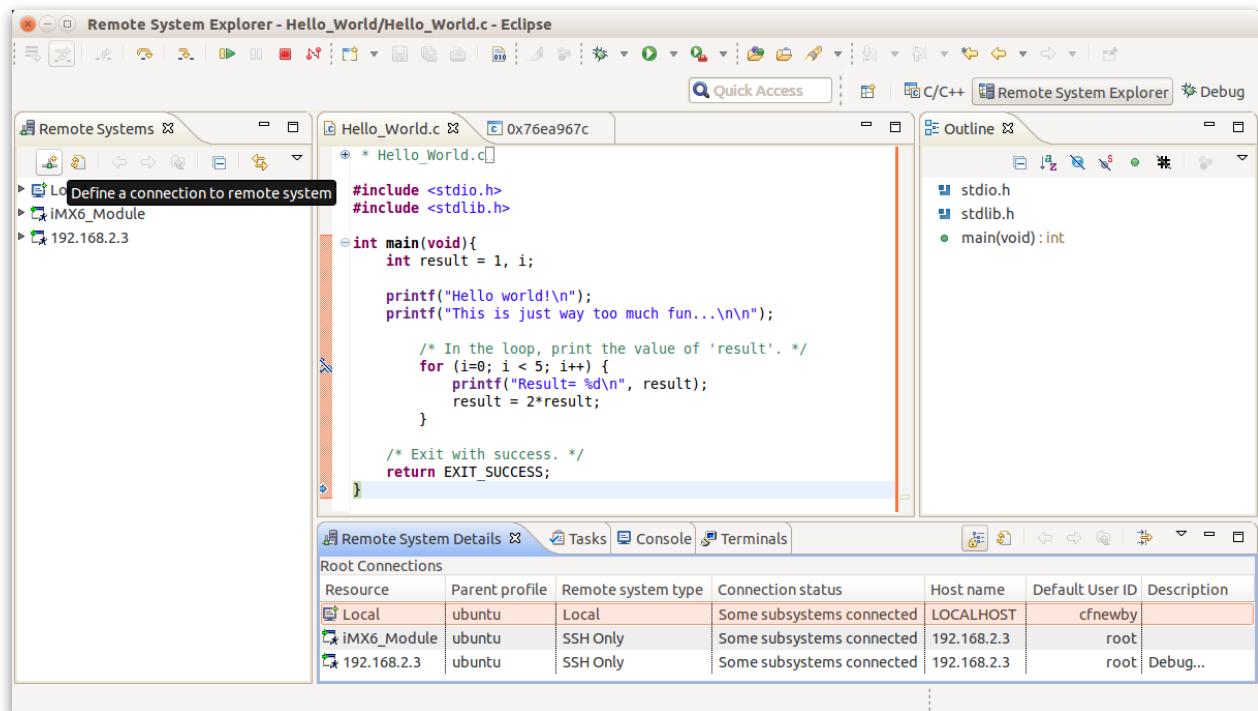 Remote System Explorer - Hello_World/Hello_World.c - Eclipse
Quick Access
C/C++
Remote System Explorer
Debug
Remote Systems
Lo
Define a connection to remote system
iMX6_Module
192.168.2.3
Hello_World.c
0x76ea967c
* Hello_World.c
#include <stdio.h>
#include <stdlib.h>
int main(void){
int result = 1, i;
printf("Hello world!\n");
printf("This is just way too much fun...\n\n");
/* In the loop, print the value of 'result'. */
for (i=0; i < 5; i++) {
printf("Result= %d\n", result);
result = 2*result;
}
/* Exit with success. */
return EXIT_SUCCESS;
}
Outline
stdio.h
stdlib.h
main(void) : int
Remote System Details
Tasks
Console
Terminals
Root Connections
Resource Parent profile Remote system type Connection status Host name Default User ID Description
Local ubuntu Local Some subsystems connected LOCALHOST cfnewby
iMX6_Module ubuntu SSH Only Some subsystems connected 192.168.2.3 root
192.168.2.3 ubuntu SSH Only Some subsystems connected 192.168.2.3 root Debug...